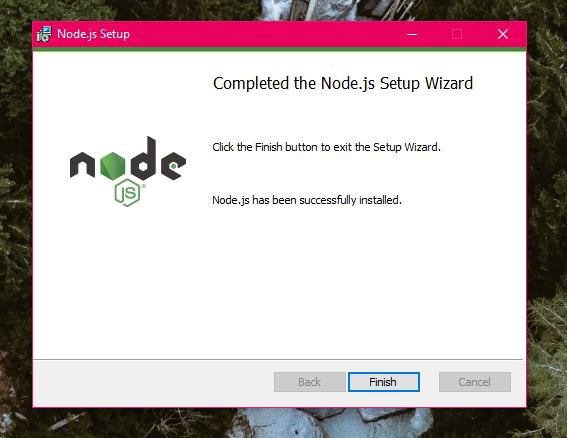 Node.js Setup
Completed the Node.js Setup Wizard
Click the Finish button to exit the Setup Wizard.
node
JS®
Node.js has been successfully installed.
Back
Finish
Cancel